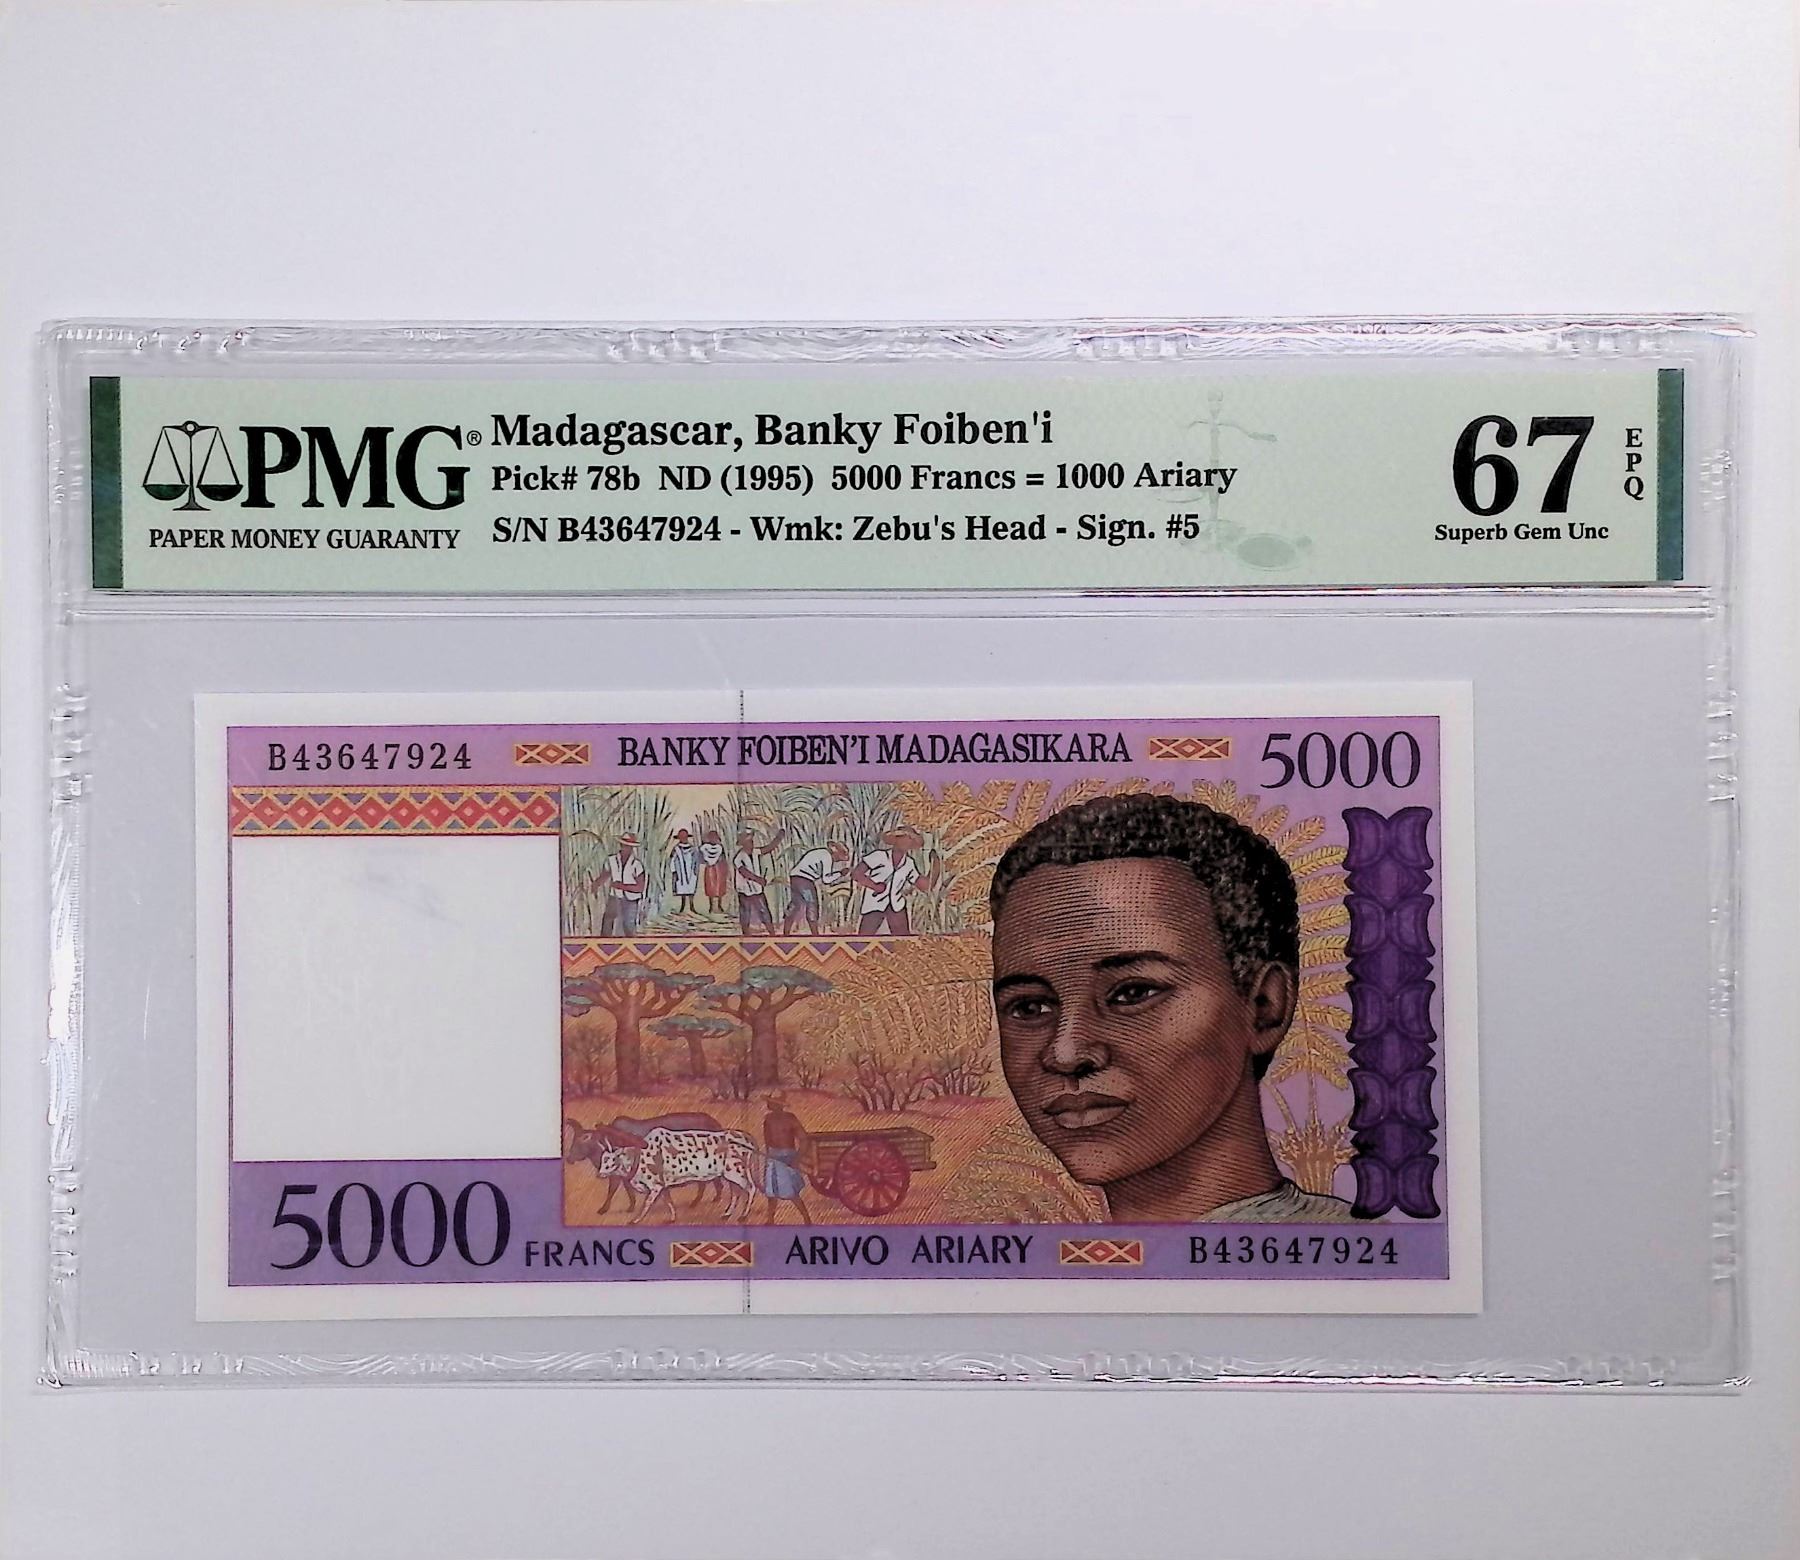 PMG®
PAPER MONEY GUARANTY
Madagascar, Banky Foiben'i
Pick# 78b ND (1995) 5000 Francs = 1000 Ariary
S/N B43647924 - Wmk: Zebu's Head - Sign. #5
67
EPQ
Superb Gem Unc
B43647924 BANKY FOIBEN'I MADAGASIKARA 5000
5000 FRANCS ARIVO ARIARY B43647924